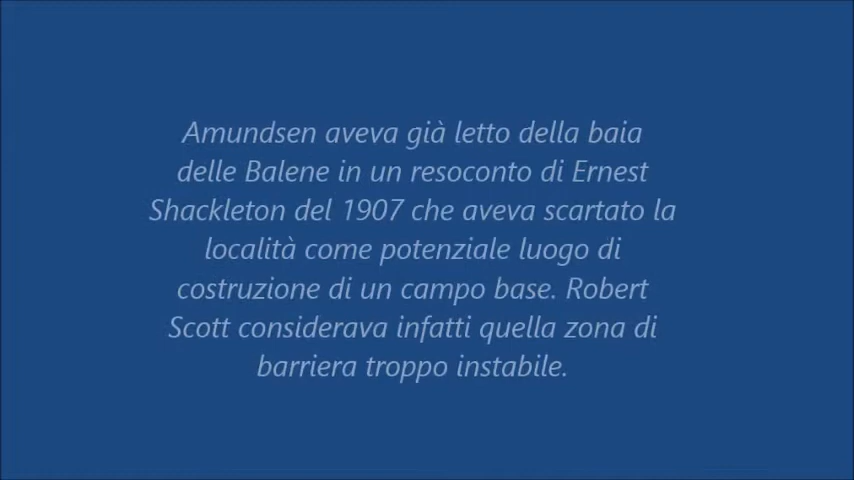 Amundsen aveva già letto della baia
delle Balene in un resoconto di Ernest
Shackleton del 1907 che aveva scartato la
località come potenziale luogo di
costruzione di un campo base. Robert
Scott considerava infatti quella zona di
barriera troppo instabile.